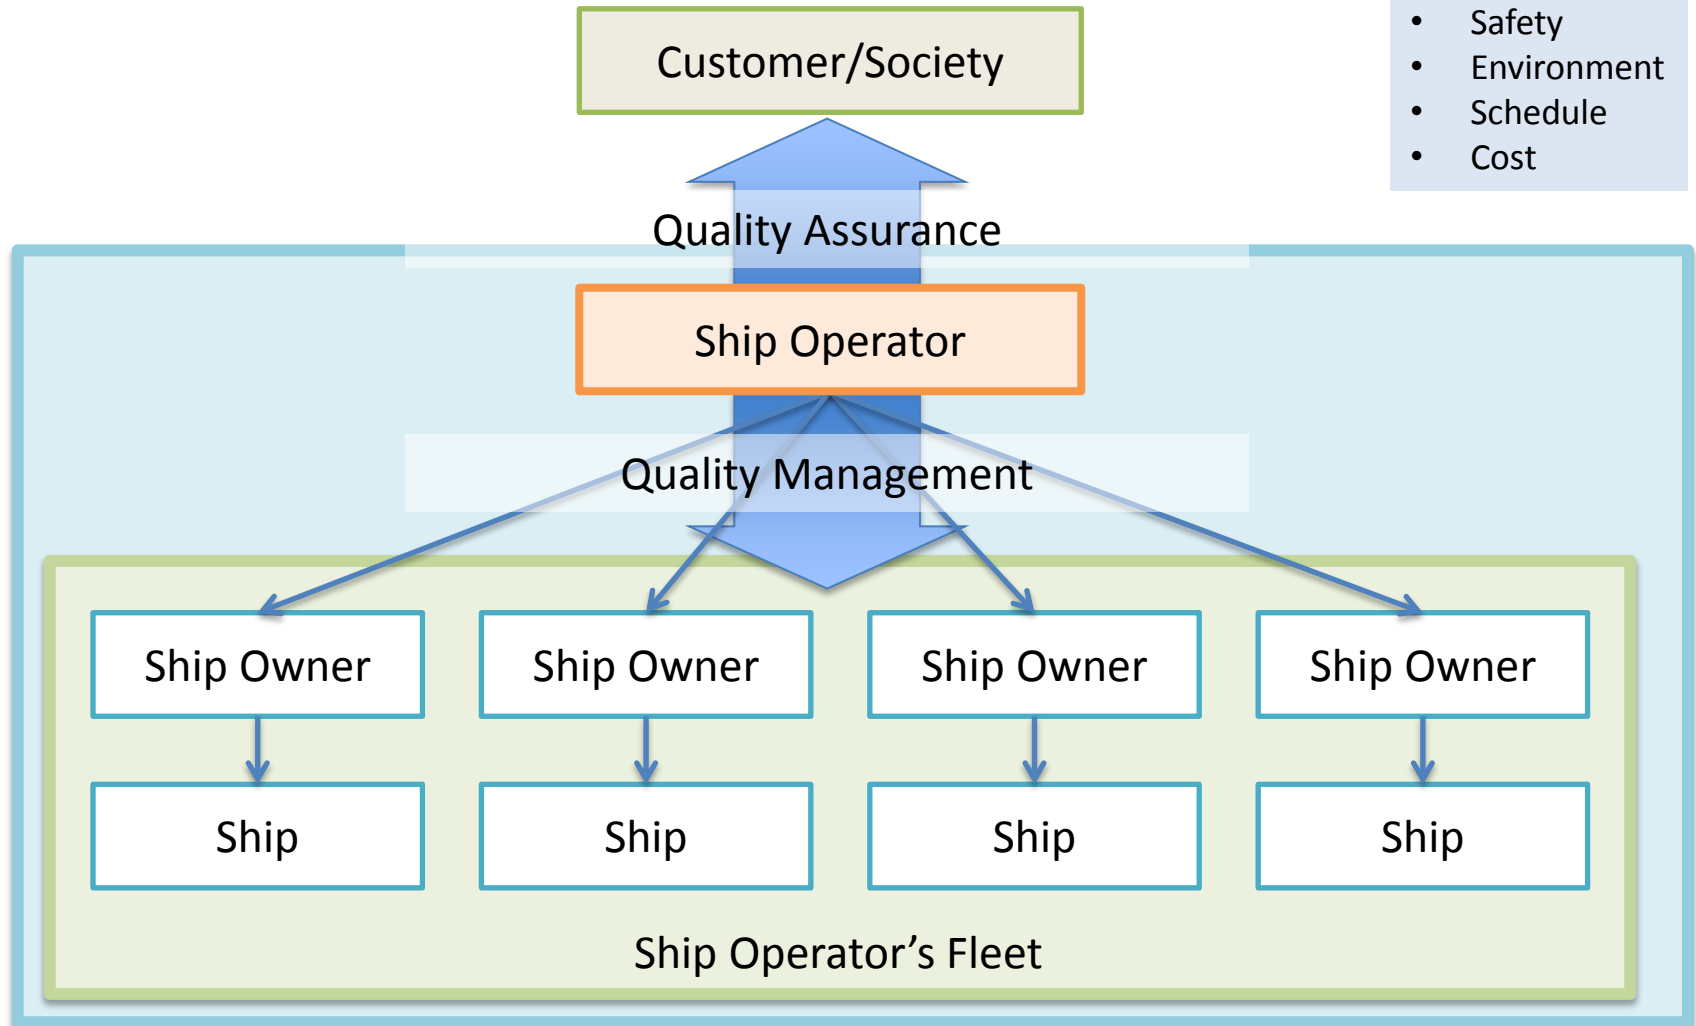 Customer/Society
• Safety
• Environment
• Schedule
• Cost
Quality Assurance
Ship Operator
Quality Management
Ship Owner
Ship Owner
Ship Owner
Ship Owner
Ship
Ship
Ship
Ship
Ship Operator’s Fleet